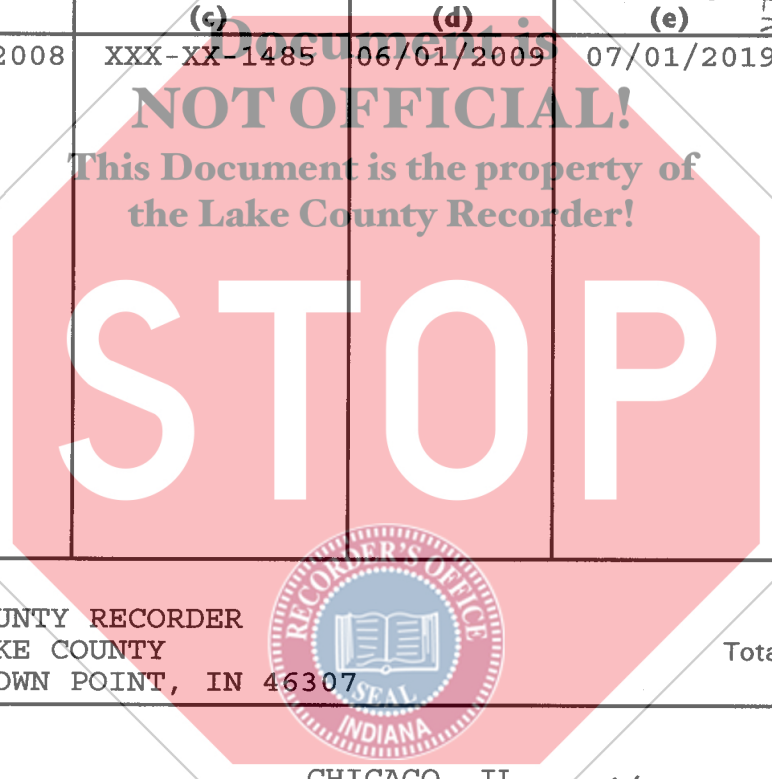 (c) (d) (e)
2008 XXX-XX-1485 06/01/2009 07/01/2019
Document is
NOT OFFICIAL!
This Document is the property of
the Lake County Recorder!
STOP
RECORDER'S OFFICE
SEAL
INDIANA
UNTY RECORDER
KE COUNTY
OWN POINT, IN 46307
Tota
CHICAGO, IL